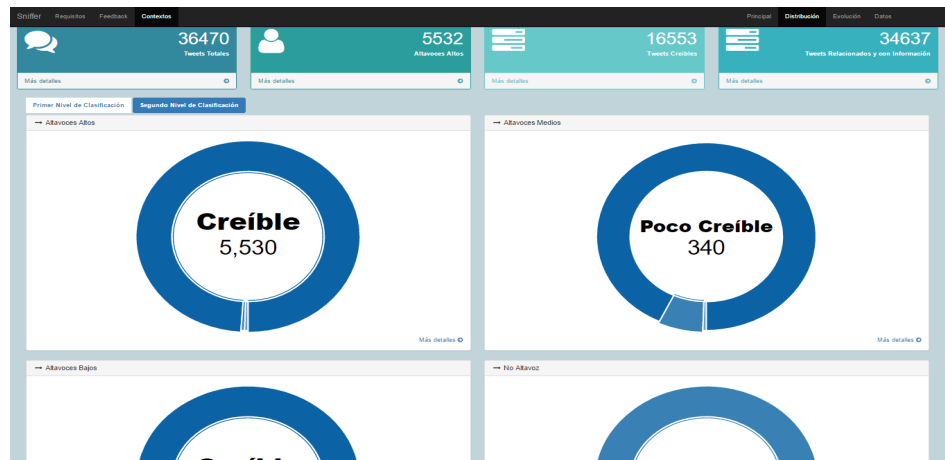 Sniffer Requisitos Feedback Contextos Principal Distribución Evolución Datos
36470 5532 16553 34637
Tweets Totales Altavoces Altos Tweets Creíbles Tweets Relacionados y con Información
Más detalles Más detalles Más detalles Más detalles
Primer Nivel de Clasificación Segundo Nivel de Clasificación
→ Altavoces Altos → Altavoces Medios
Creíble Poco Creíble
5,530 340
Más detalles Más detalles
→ Altavoces Bajos → No Altavoz